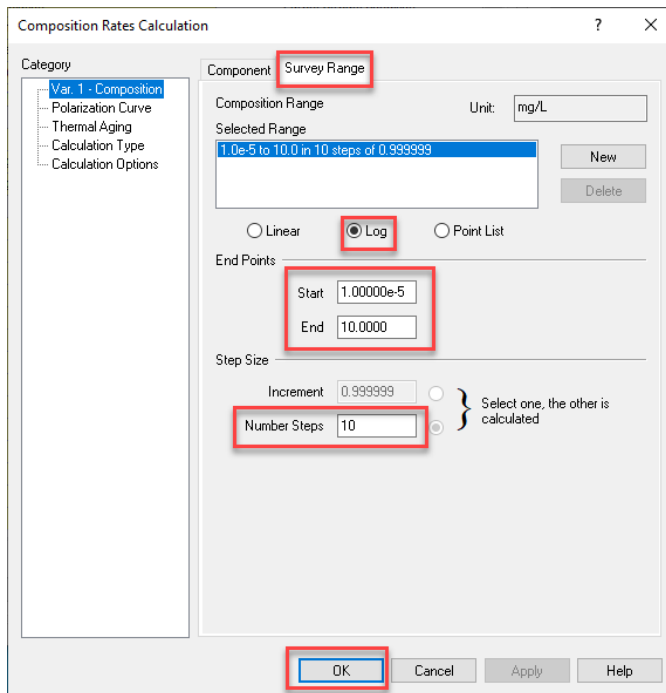 Composition Rates Calculation
?
Category
Var. 1 - Composition
Polarization Curve
Thermal Aging
Calculation Type
Calculation Options
Component
Survey Range
Composition Range
Unit:
mg/L
Selected Range
1.0e-5 to 10.0 in 10 steps of 0.999999
New
Delete
Linear
Log
Point List
End Points
Start
1.00000e-5
End
10.0000
Step Size
Increment
0.999999
Number Steps
10
}
Select one, the other is
calculated
OK
Cancel
Apply
Help